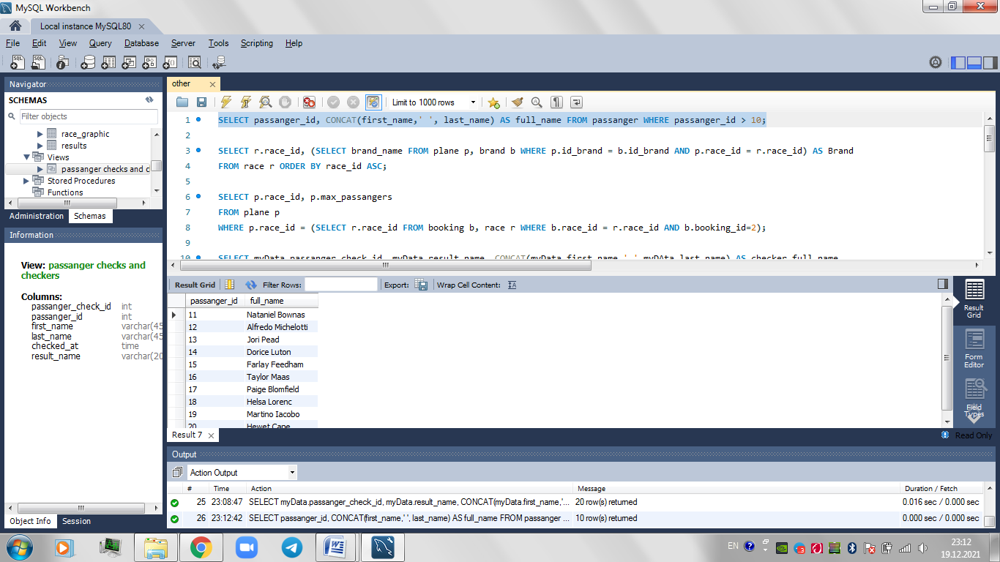 MySQL Workbench
Local instance MySQL80
File Edit View Query Database Server Tools Scripting Help
Navigator
SCHEMAS
Filter objects
race_graphic
results
Views
passanger checks and c
Stored Procedures
Functions
Administration Schemas
Information
View: passanger checks and
checkers
Columns:
passanger_check_id int
passanger_id int
first_name varchar(45
last_name varchar(45
checked_at time
result_name varchar(20
Object Info Session
other
Limit to 1000 rows
1 SELECT passanger_id, CONCAT(first_name,' ', last_name) AS full_name FROM passanger WHERE passanger_id > 10;
2
3 SELECT r.race_id, (SELECT brand_name FROM plane p, brand b WHERE p.id_brand = b.id_brand AND p.race_id = r.race_id) AS Brand
4 FROM race r ORDER BY race_id ASC;
5
6 SELECT p.race_id, p.max_passangers
7 FROM plane p
8 WHERE p.race_id = (SELECT r.race_id FROM booking b, race r WHERE b.race_id = r.race_id AND b.booking_id=2);
9
10 SELECT myData.passanger_check_id, myData.result_name, CONCAT(myData.first_name,' ',myDAta.last_name) AS checker_full_name
Result Grid Filter Rows: Export: Wrap Cell Content:
passanger_id full_name
11 Nataniel Bownas
12 Alfredo Michelotti
13 Jori Pead
14 Dorice Luton
15 Farlay Feedham
16 Taylor Maas
17 Paige Blomfield
18 Helsa Lorenc
19 Martino Iacobo
20 Hewet Cane
Result
Grid
Form
Editor
Field
Types
Result 7
Read Only
Output
Action Output
# Time Action Message Duration / Fetch
25 23:08:47 SELECT myData.passanger_check_id, myData.result_name, CONCAT(myData.first_name,'... 20 row(s) returned 0.016 sec / 0.000 sec
26 23:12:42 SELECT passanger_id, CONCAT(first_name,' ', last_name) AS full_name FROM passanger ... 10 row(s) returned 0.000 sec / 0.000 sec
EN
23:12
19.12.2021